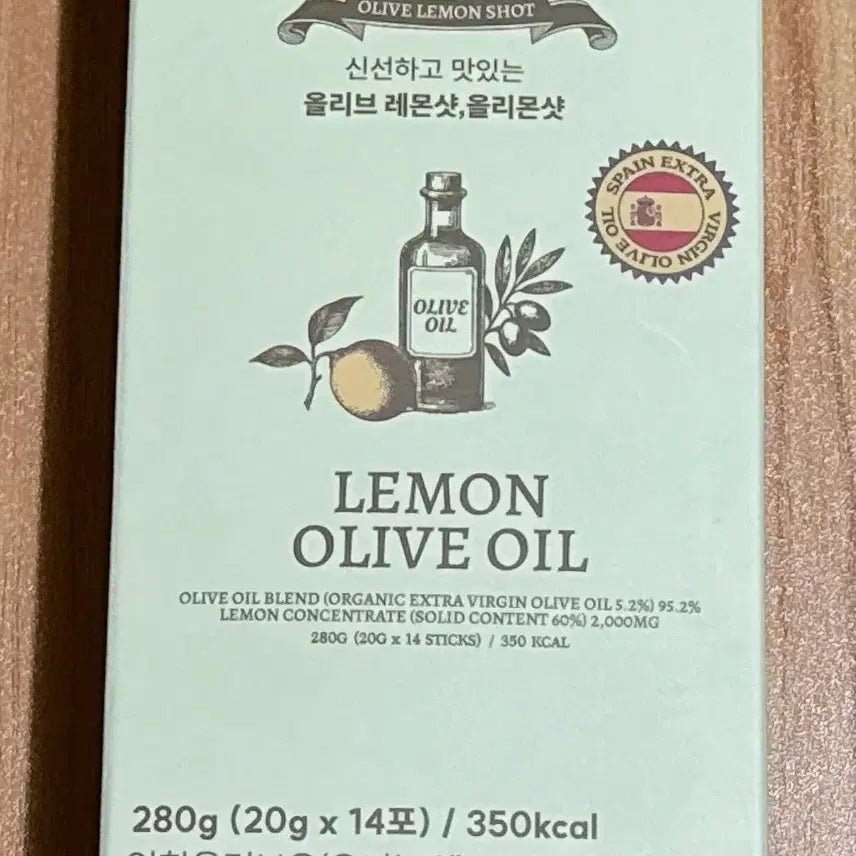 OLIVE LEMON SHOT
신선하고 맛있는
올리브 레몬샷,올리몬샷
SPAIN EXTRA VIRGIN OLIVE OIL
OLIVE
OIL
LEMON
OLIVE OIL
OLIVE OIL BLEND (ORGANIC EXTRA VIRGIN OLIVE OIL 5.2%) 95.2%
LEMON CONCENTRATE (SOLID CONTENT 60%) 2,000MG
280G (20G x 14 STICKS) / 350 KCAL
280g (20g x 14포) / 350kcal